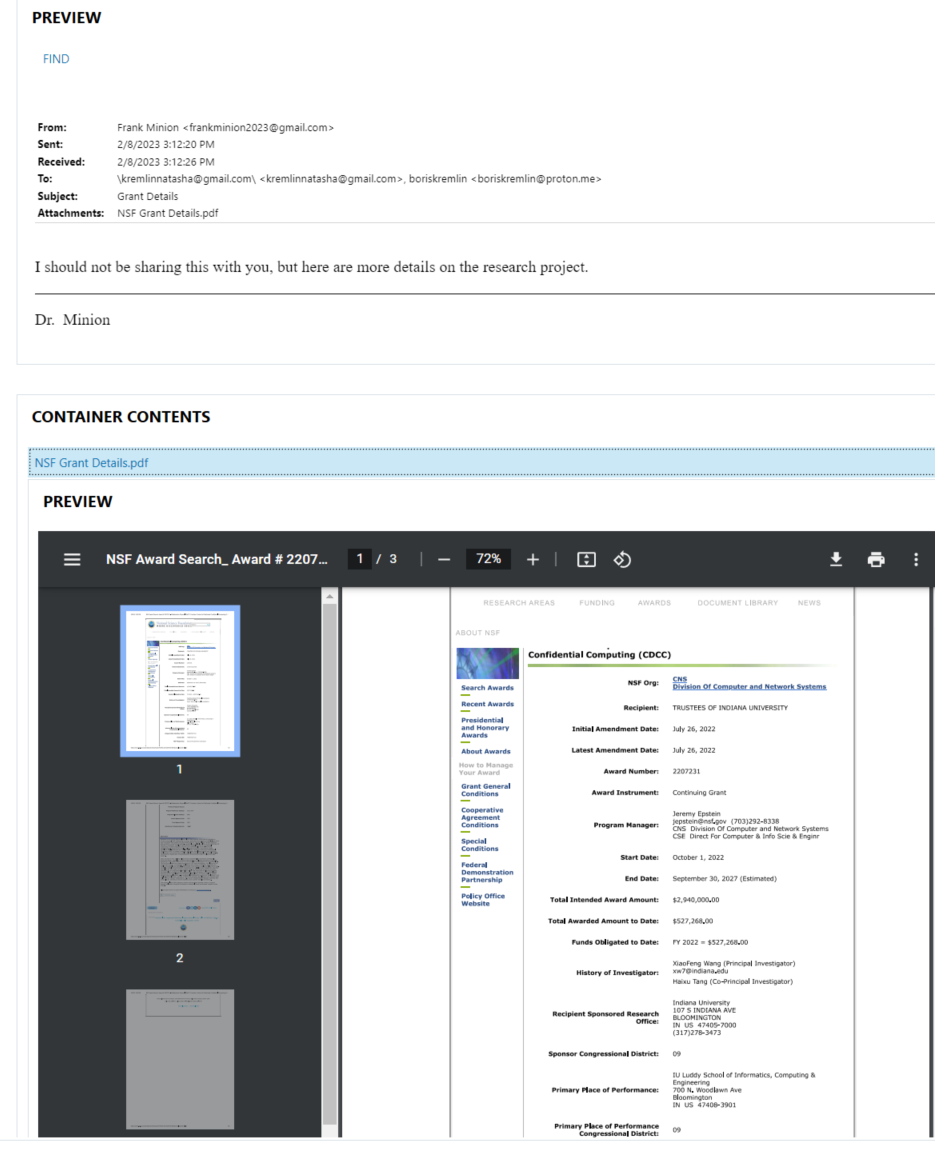 PREVIEW
FIND
From: Frank Minion <frankminion2023@gmail.com>
Sent: 2/8/2023 3:12:20 PM
Received: 2/8/2023 3:12:26 PM
To: \kremlinnatasha@gmail.com\ <kremlinnatasha@gmail.com>, boriskremlin <boriskremlin@proton.me>
Subject: Grant Details
Attachments: NSF Grant Details.pdf
I should not be sharing this with you, but here are more details on the research project.
Dr. Minion
CONTAINER CONTENTS
NSF Grant Details.pdf
PREVIEW
NSF Award Search_ Award # 2207... 1 / 3 | − 72% + |
1
2
RESEARCH AREAS FUNDING AWARDS DOCUMENT LIBRARY NEWS
ABOUT NSF
Search Awards
Recent Awards
Presidential
and Honorary
Awards
About Awards
How to Manage
Your Award
Grant General
Conditions
Cooperative
Agreement
Conditions
Special
Conditions
Federal
Demonstration
Partnership
Policy Office
Website
Confidential Computing (CDCC)
NSF Org: CNS
Division Of Computer and Network Systems
Recipient: TRUSTEES OF INDIANA UNIVERSITY
Initial Amendment Date: July 26, 2022
Latest Amendment Date: July 26, 2022
Award Number: 2207231
Award Instrument: Continuing Grant
Program Manager: Jeremy Epstein
jepstein@nsf.gov (703)292-8338
CNS Division Of Computer and Network Systems
CSE Direct For Computer & Info Scie & Enginr
Start Date: October 1, 2022
End Date: September 30, 2027 (Estimated)
Total Intended Award Amount: $2,940,000.00
Total Awarded Amount to Date: $527,268.00
Funds Obligated to Date: FY 2022 = $527,268.00
History of Investigator: XiaoFeng Wang (Principal Investigator)
xw7@indiana.edu
Haixu Tang (Co-Principal Investigator)
Recipient Sponsored Research
Office: Indiana University
107 S INDIANA AVE
BLOOMINGTON
IN US 47405-7000
(317)278-3473
Sponsor Congressional District: 09
Primary Place of Performance: IU Luddy School of Informatics, Computing &
Engineering
700 N. Woodlawn Ave
Bloomington
IN US 47408-3901
Primary Place of Performance
Congressional District: 09